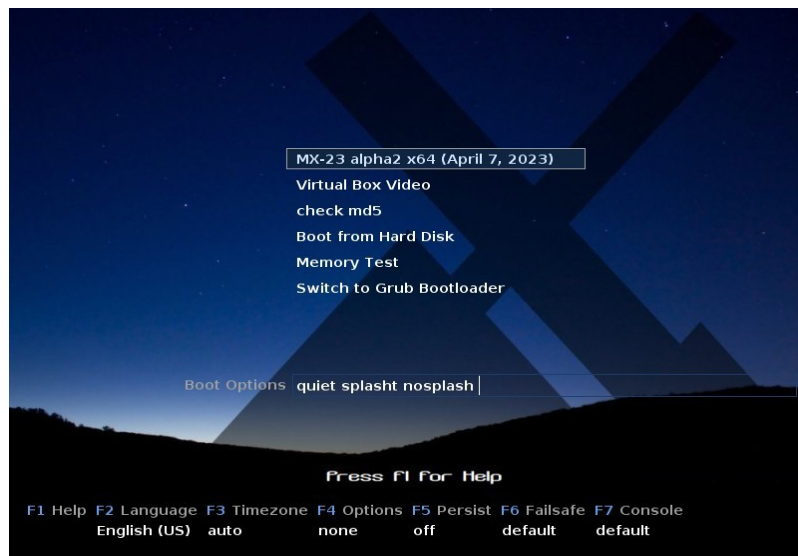 MX-23 alpha2 x64 (April 7, 2023)
Virtual Box Video
check md5
Boot from Hard Disk
Memory Test
Switch to Grub Bootloader
Boot Options quiet splasht nosplash
Press F1 for Help
F1 Help F2 Language F3 Timezone F4 Options F5 Persist F6 Failsafe F7 Console
English (US) auto none off default default